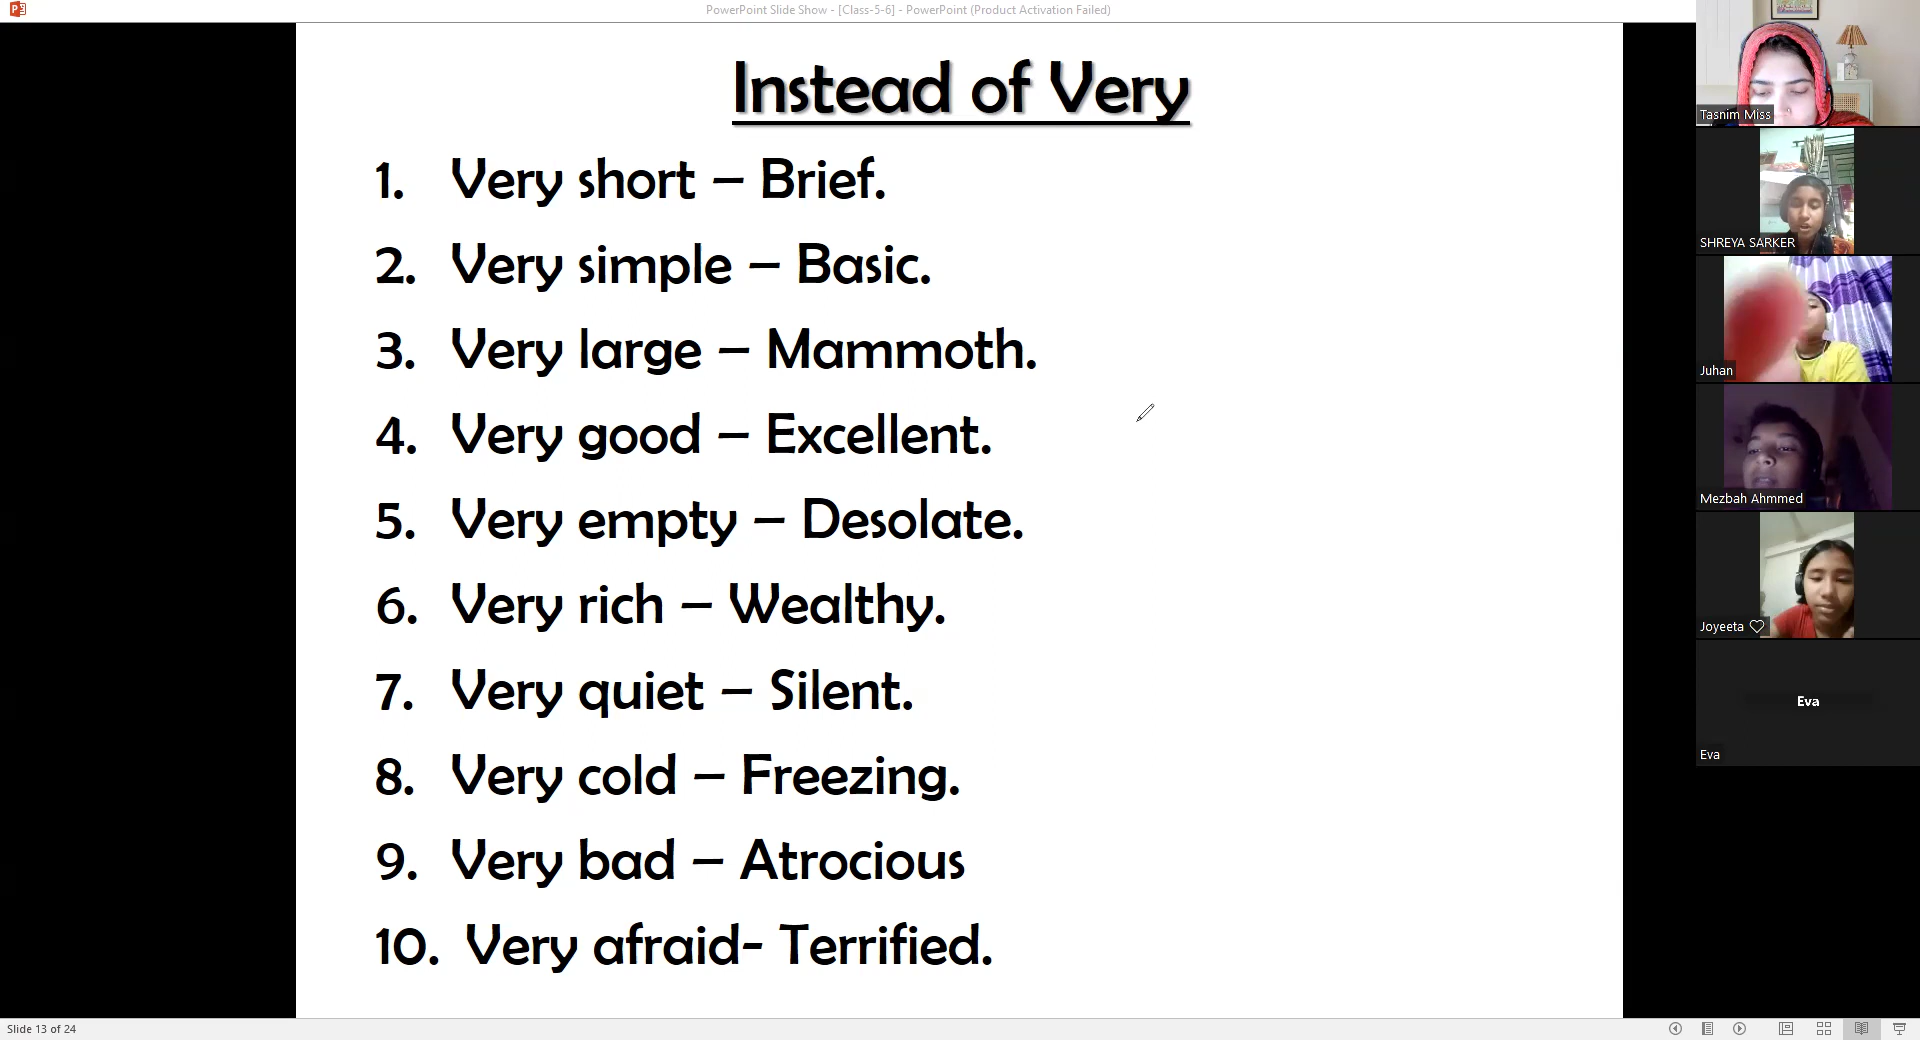 PowerPoint Slide Show - [Class-5-6] - PowerPoint (Product Activation Failed)
Instead of Very
1. Very short – Brief.
2. Very simple – Basic.
3. Very large – Mammoth.
4. Very good – Excellent.
5. Very empty – Desolate.
6. Very rich – Wealthy.
7. Very quiet – Silent.
8. Very cold – Freezing.
9. Very bad – Atrocious
10. Very afraid- Terrified.
Tasnim Miss
SHREYA SARKER
Juhan
Mezbah Ahmmed
Joyeeta ♡
Eva
Eva
Slide 13 of 24